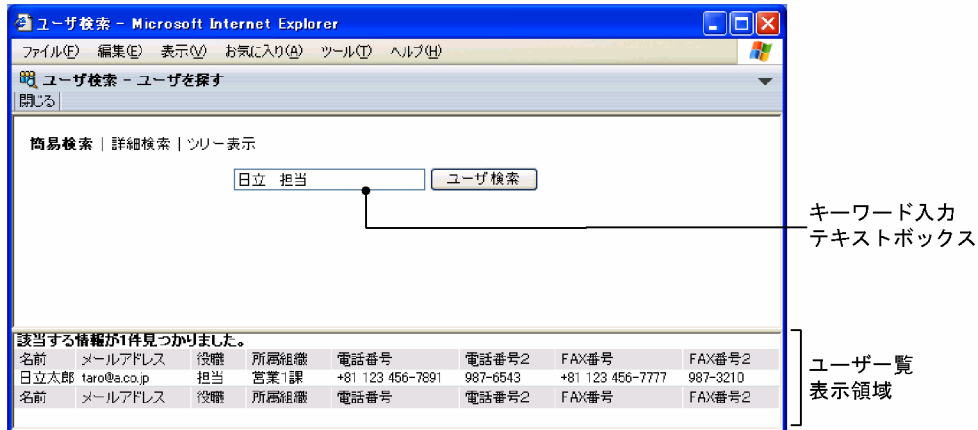 ユーザ検索 - Microsoft Internet Explorer
ファイル(F) 編集(E) 表示(V) お気に入り(A) ツール(T) ヘルプ(H)
ユーザ検索 - ユーザを探す
閉じる
簡易検索 | 詳細検索 | ツリー表示
日立 担当 ユーザ検索
キーワード入力
テキストボックス
該当する情報が1件見つかりました。
名前 メールアドレス 役職 所属組織 電話番号 電話番号2 FAX番号 FAX番号2
日立太郎 taro@a.co.jp 担当 営業1課 +81 123 456-7891 987-6543 +81 123 456-7777 987-3210
名前 メールアドレス 役職 所属組織 電話番号 電話番号2 FAX番号 FAX番号2
ユーザ一覧
表示領域